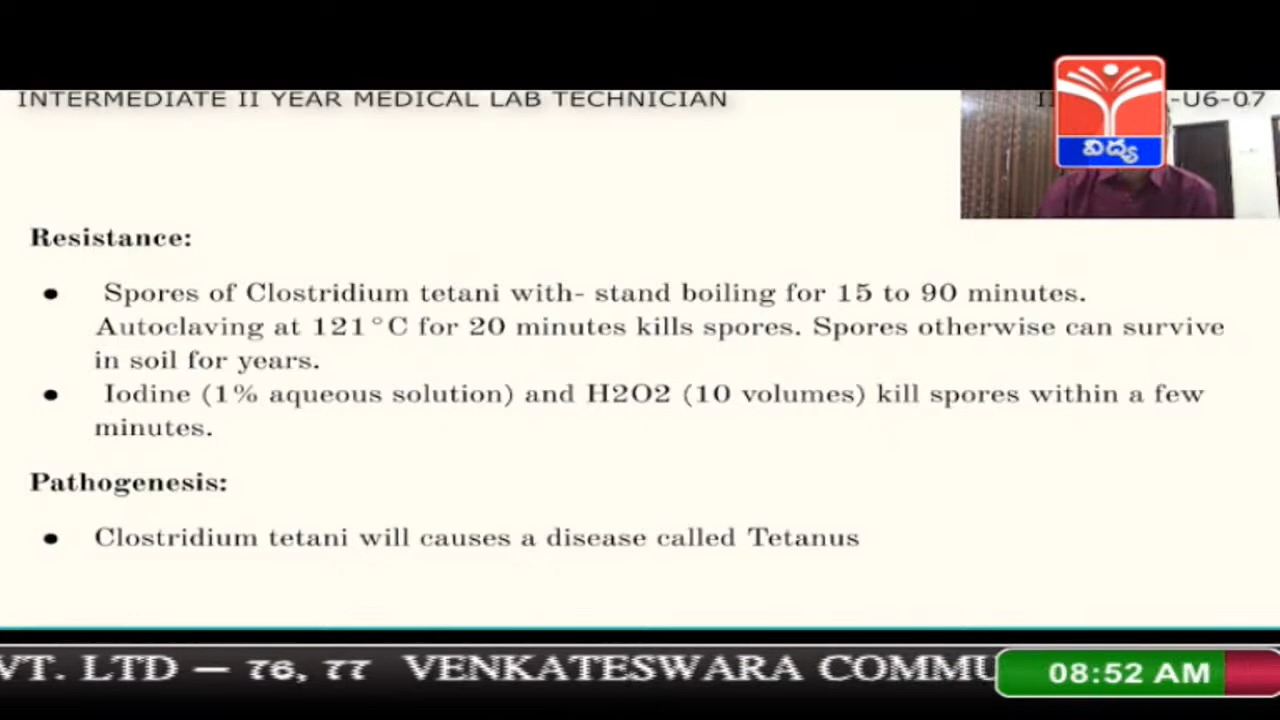 INTERMEDIATE II YEAR MEDICAL LAB TECHNICIAN
-U6-07
విద్య
Resistance:
● Spores of Clostridium tetani with- stand boiling for 15 to 90 minutes.
Autoclaving at 121°C for 20 minutes kills spores. Spores otherwise can survive
in soil for years.
● Iodine (1% aqueous solution) and H2O2 (10 volumes) kill spores within a few
minutes.
Pathogenesis:
● Clostridium tetani will causes a disease called Tetanus
VT. LTD – 76, 77 VENKATESWARA COMMU
08:52 AM